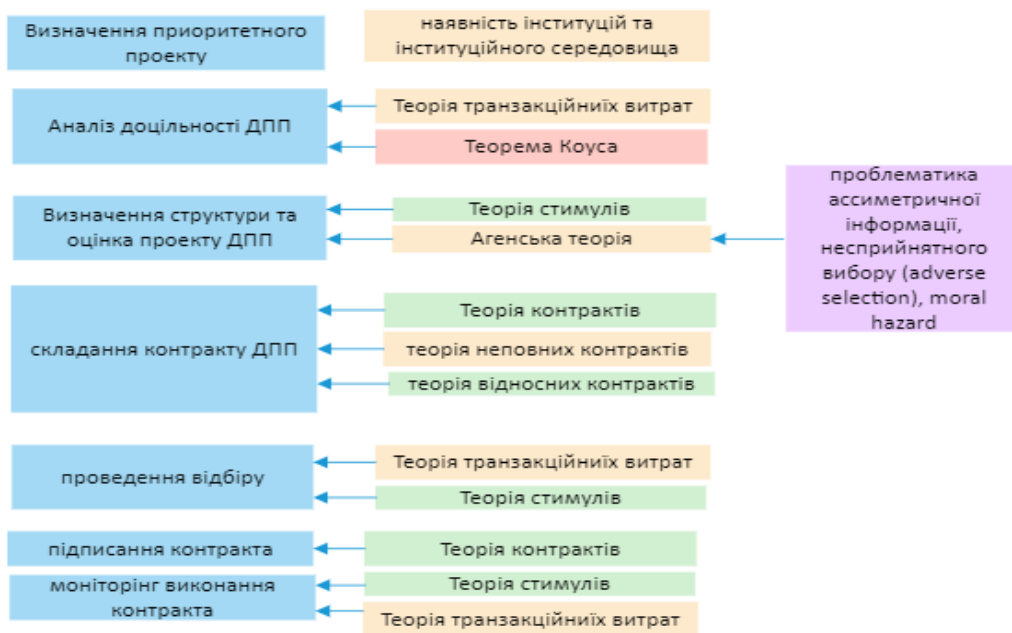 Визначення приоритетного
проекту
наявність інституцій та
інституційного середовища
Аналіз доцільності ДПП
Теорія транзакційниїх витрат
Теорема Коуса
Визначення структури та
оцінка проекту ДПП
Теорія стимулів
Агенська теорія
проблематика
ассиметричної
інформації,
несприйнятного
вибору (adverse
selection), moral
hazard
складання контракту ДПП
Теорія контрактів
теорія неповних контрактів
теорія відносних контрактів
проведення відбіру
Теорія транзакційниїх витрат
Теорія стимулів
підписання контракта
Теорія контрактів
моніторінг виконання
контракта
Теорія стимулів
Теорія транзакційниїх витрат